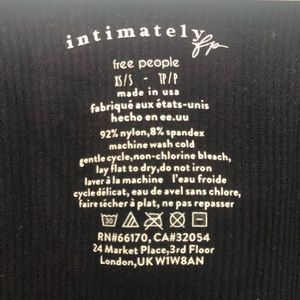 intimately
fp
free people
XS/S - TP/P
made in usa
fabriqué aux états-unis
hecho en ee.uu
92% nylon,8% spandex
machine wash cold
gentle cycle,non-chlorine bleach,
lay flat to dry,do not iron
laver à la machine l'eau froide
cycle délicate, eau de avel sans chlore,
faire sécher à plat, ne pas repasser
30
RN#66170, CA#32054
24 Market Place,3rd Floor
London,UK W1W8AN